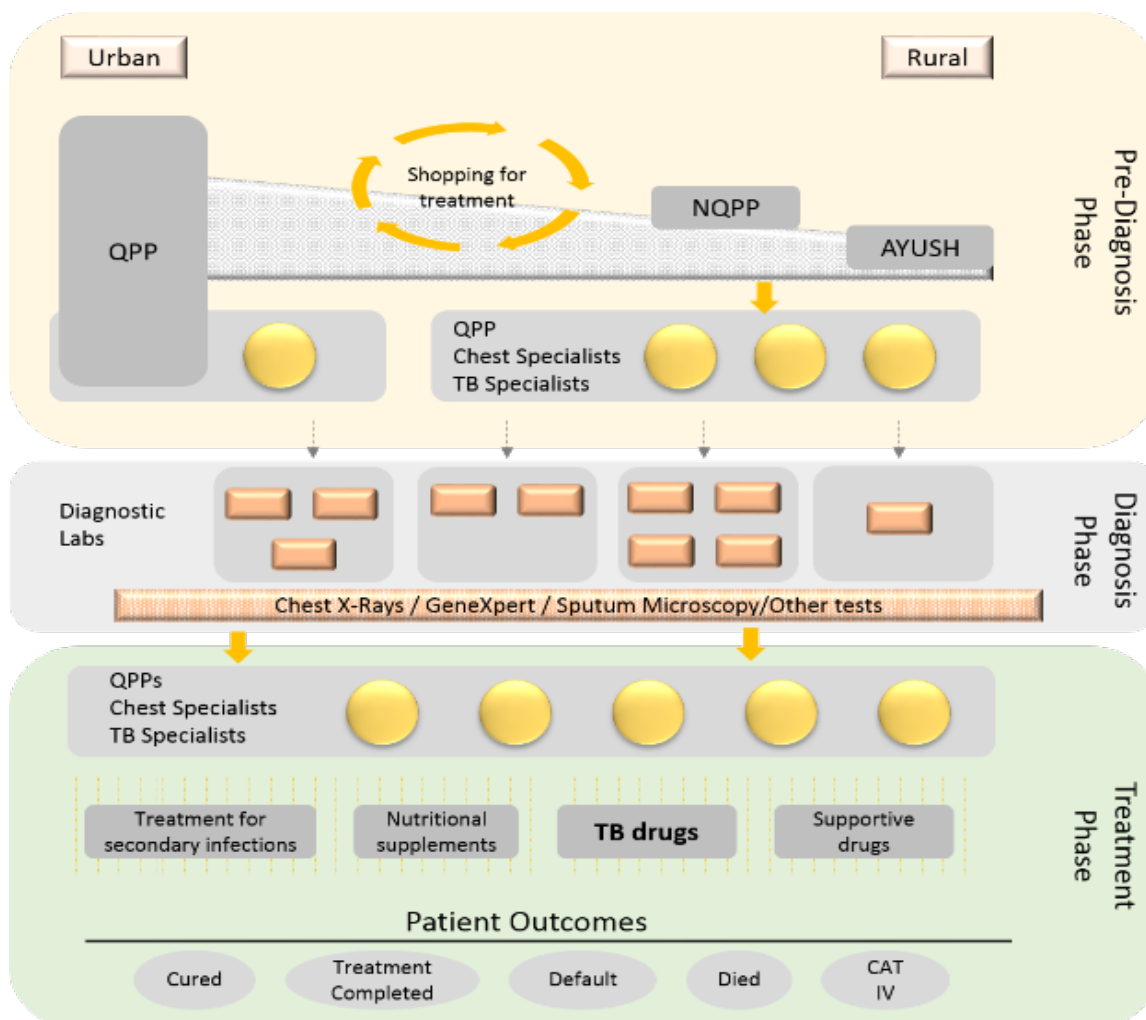 Urban
Rural
Pre-Diagnosis
Phase
Shopping for
treatment
QPP
NQPP
AYUSH
QPP
Chest Specialists
TB Specialists
Diagnosis
Phase
Diagnostic
Labs
Chest X-Rays / GeneXpert / Sputum Microscopy/Other tests
Treatment
Phase
QPPs
Chest Specialists
TB Specialists
Treatment for
secondary infections
Nutritional
supplements
TB drugs
Supportive
drugs
Patient Outcomes
Cured
Treatment
Completed
Default
Died
CAT
IV